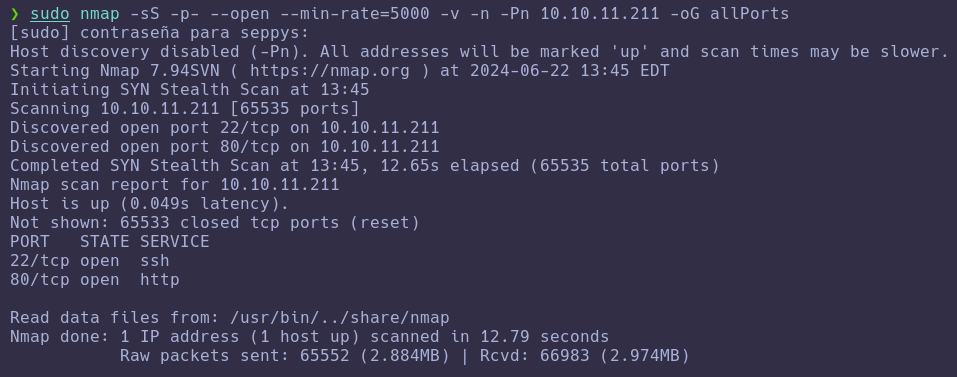 ❯ sudo nmap -sS -p- --open --min-rate=5000 -v -n -Pn 10.10.11.211 -oG allPorts
[sudo] contraseña para seppys:
Host discovery disabled (-Pn). All addresses will be marked 'up' and scan times may be slower.
Starting Nmap 7.94SVN ( https://nmap.org ) at 2024-06-22 13:45 EDT
Initiating SYN Stealth Scan at 13:45
Scanning 10.10.11.211 [65535 ports]
Discovered open port 22/tcp on 10.10.11.211
Discovered open port 80/tcp on 10.10.11.211
Completed SYN Stealth Scan at 13:45, 12.65s elapsed (65535 total ports)
Nmap scan report for 10.10.11.211
Host is up (0.049s latency).
Not shown: 65533 closed tcp ports (reset)
PORT   STATE SERVICE
22/tcp open  ssh
80/tcp open  http

Read data files from: /usr/bin/../share/nmap
Nmap done: 1 IP address (1 host up) scanned in 12.79 seconds
           Raw packets sent: 65552 (2.884MB) | Rcvd: 66983 (2.974MB)